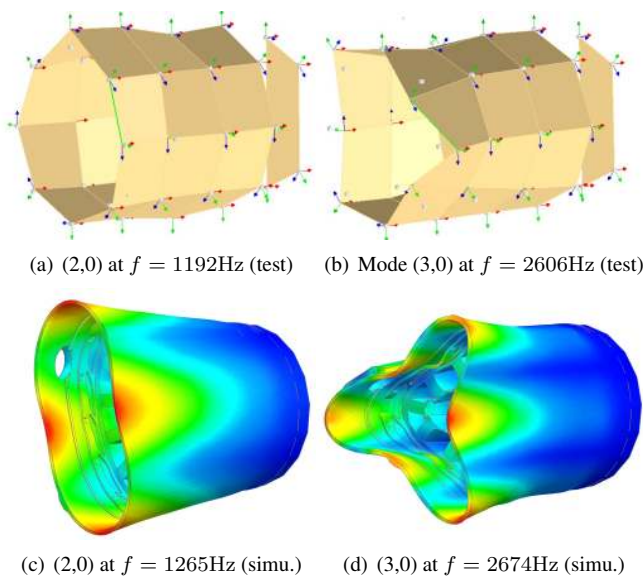 (a) (2,0) at f = 1192Hz (test)
(b) Mode (3,0) at f = 2606Hz (test)
(c) (2,0) at f = 1265Hz (simu.)
(d) (3,0) at f = 2674Hz (simu.)